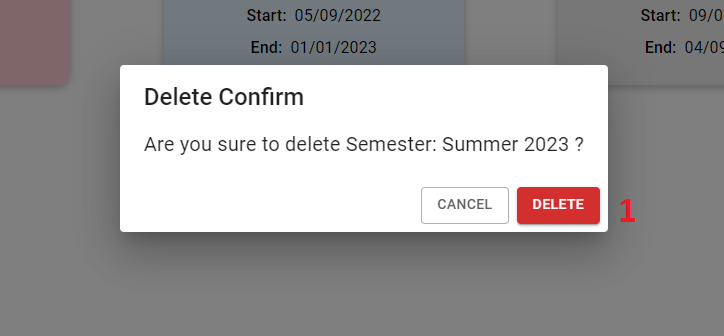 Start: 05/09/2022
Start: 09/0
End: 01/01/2023
End: 04/09
Delete Confirm
Are you sure to delete Semester: Summer 2023 ?
CANCEL
DELETE
1